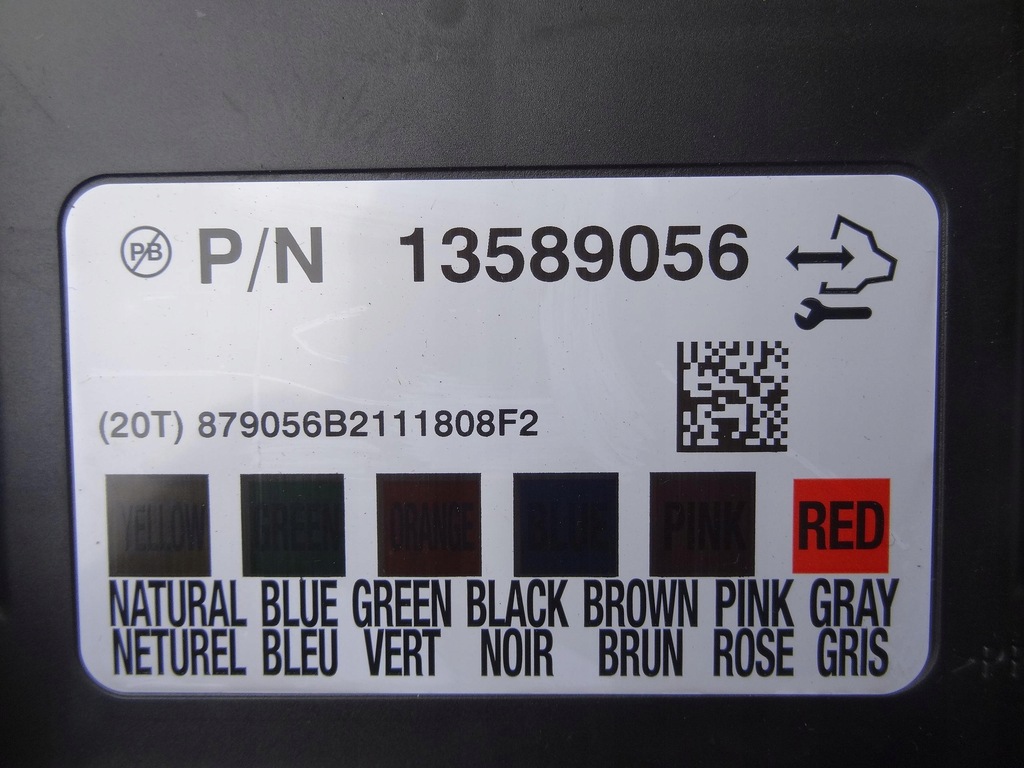 PB P/N 13589056
(20T) 879056B2111808F2
YELLOW GREEN ORANGE BLUE PINK RED
NATURAL BLUE GREEN BLACK BROWN PINK GRAY
NETUREL BLEU VERT NOIR BRUN ROSE GRIS